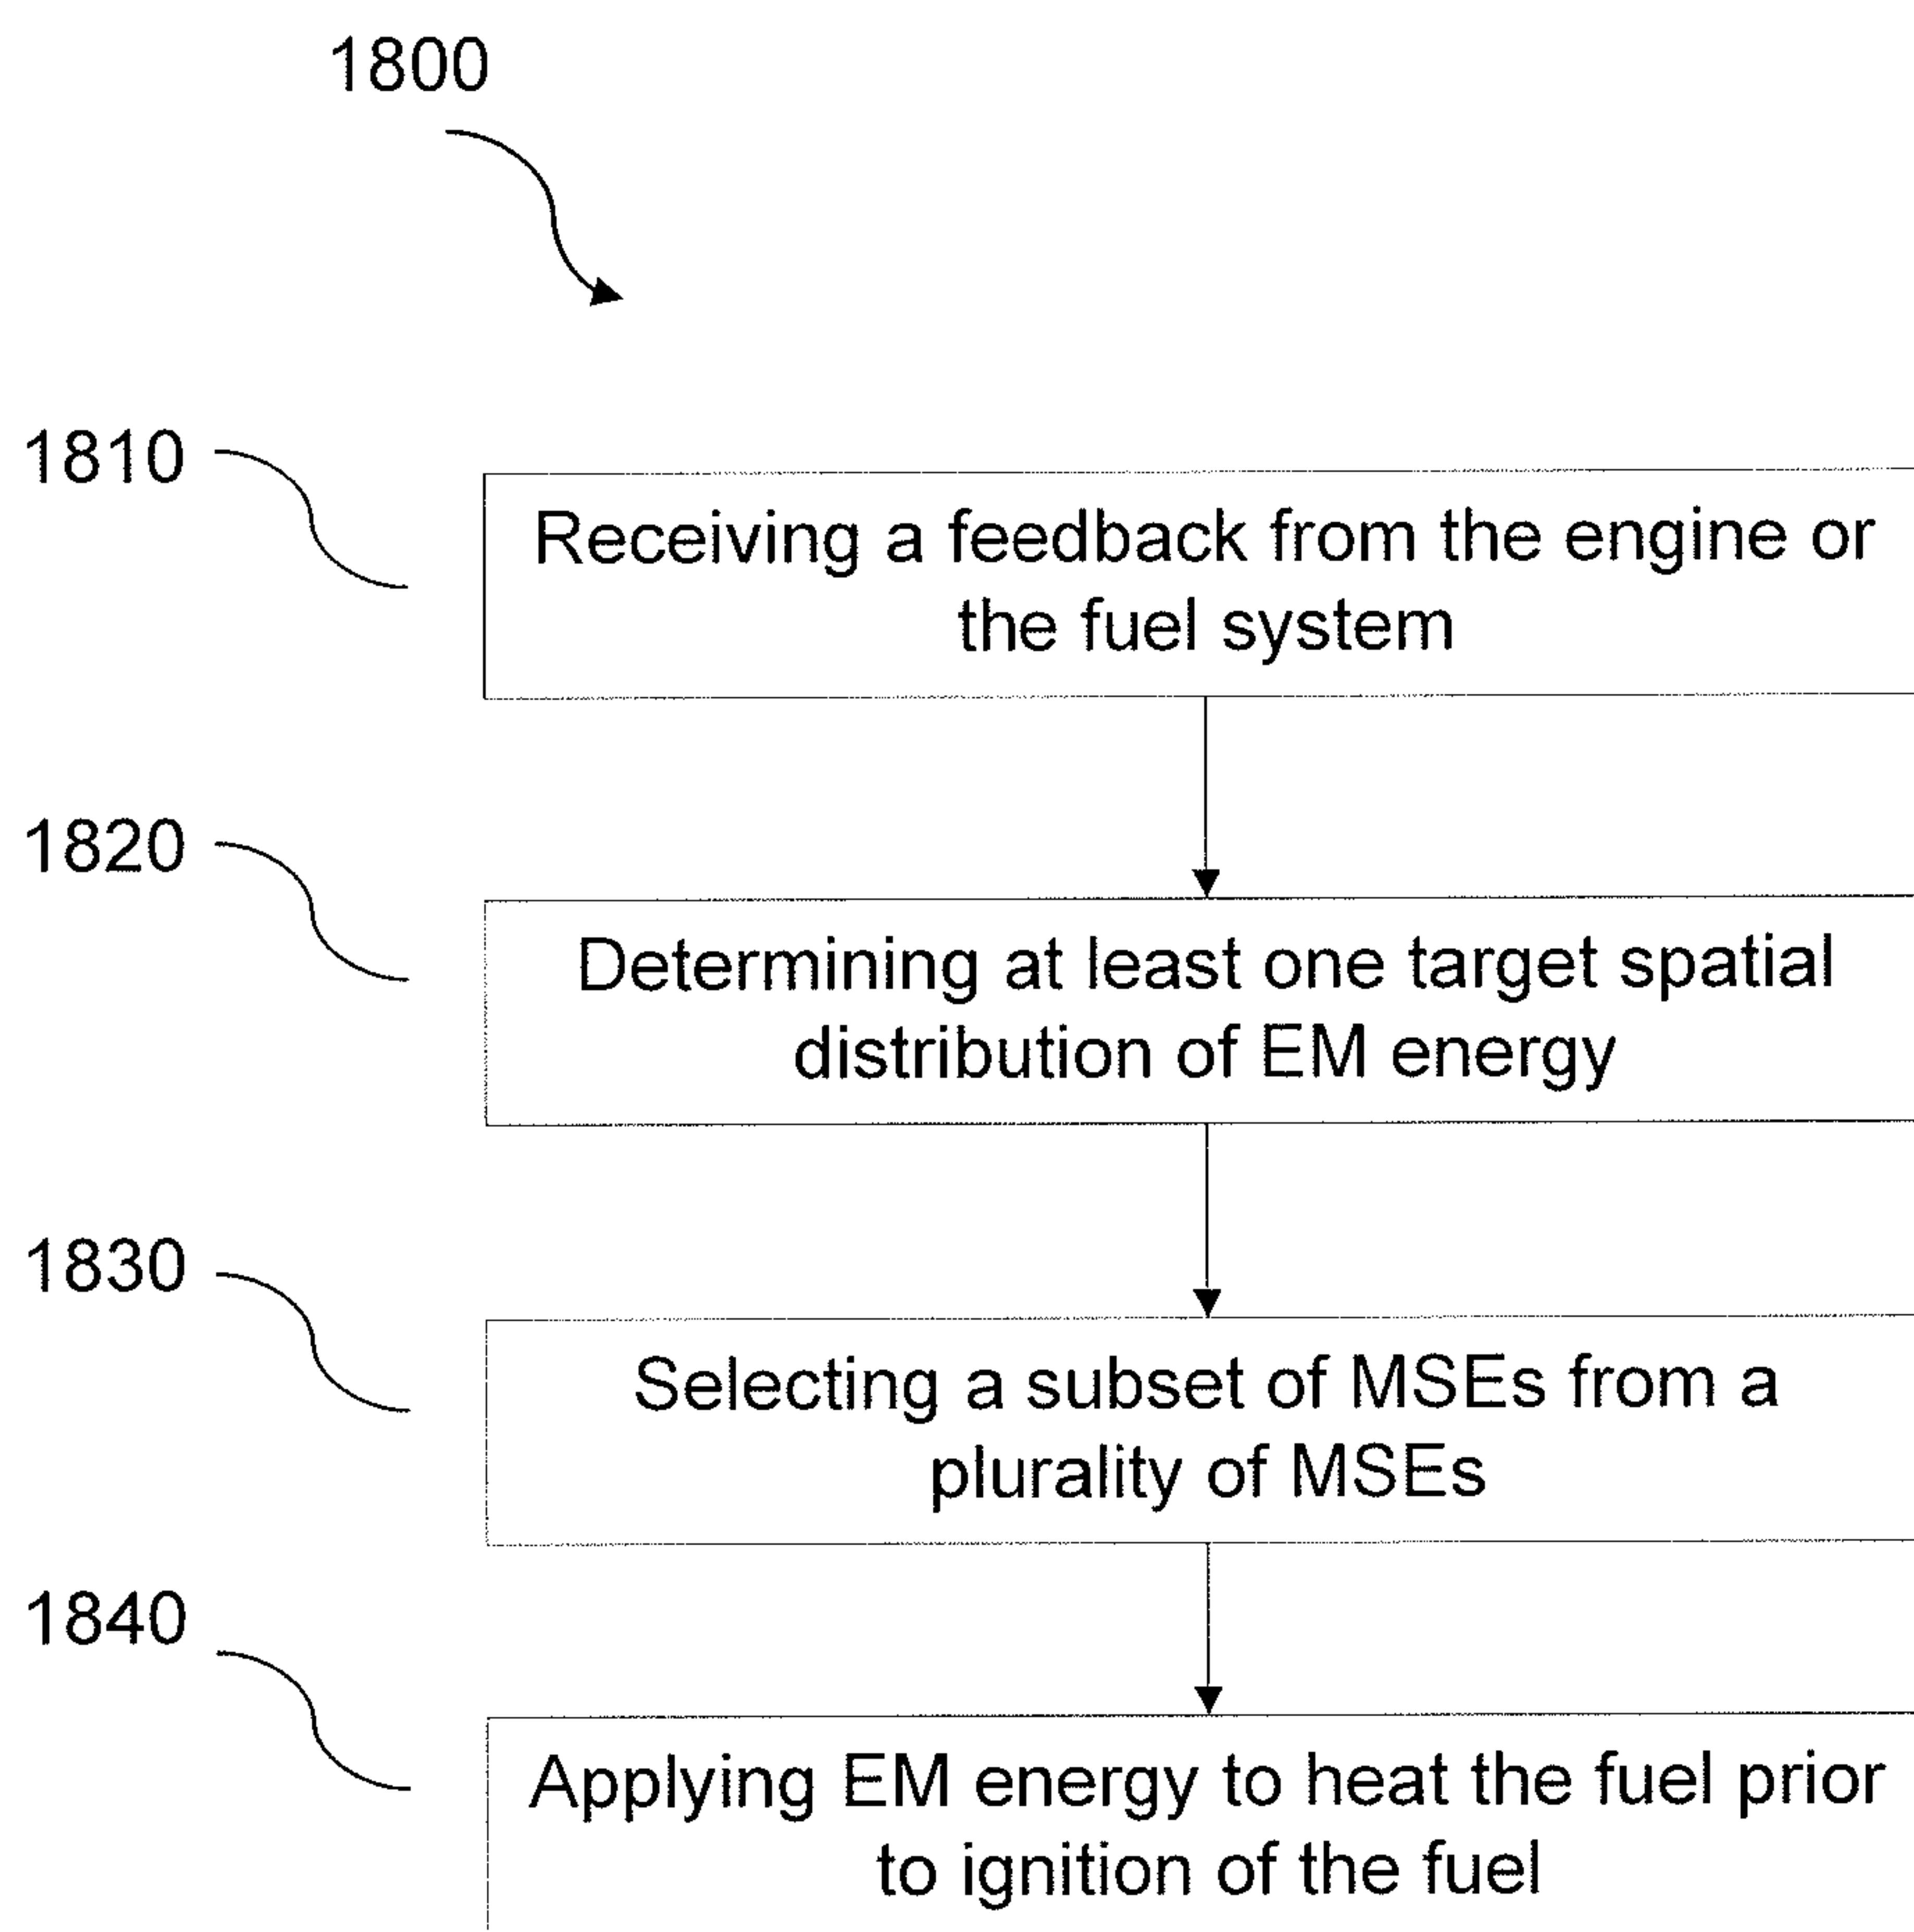 1800
1810
Receiving a feedback from the engine or
the fuel system
1820
Determining at least one target spatial
distribution of EM energy
1830
Selecting a subset of MSEs from a
plurality of MSEs
1840
Applying EM energy to heat the fuel prior
to ignition of the fuel